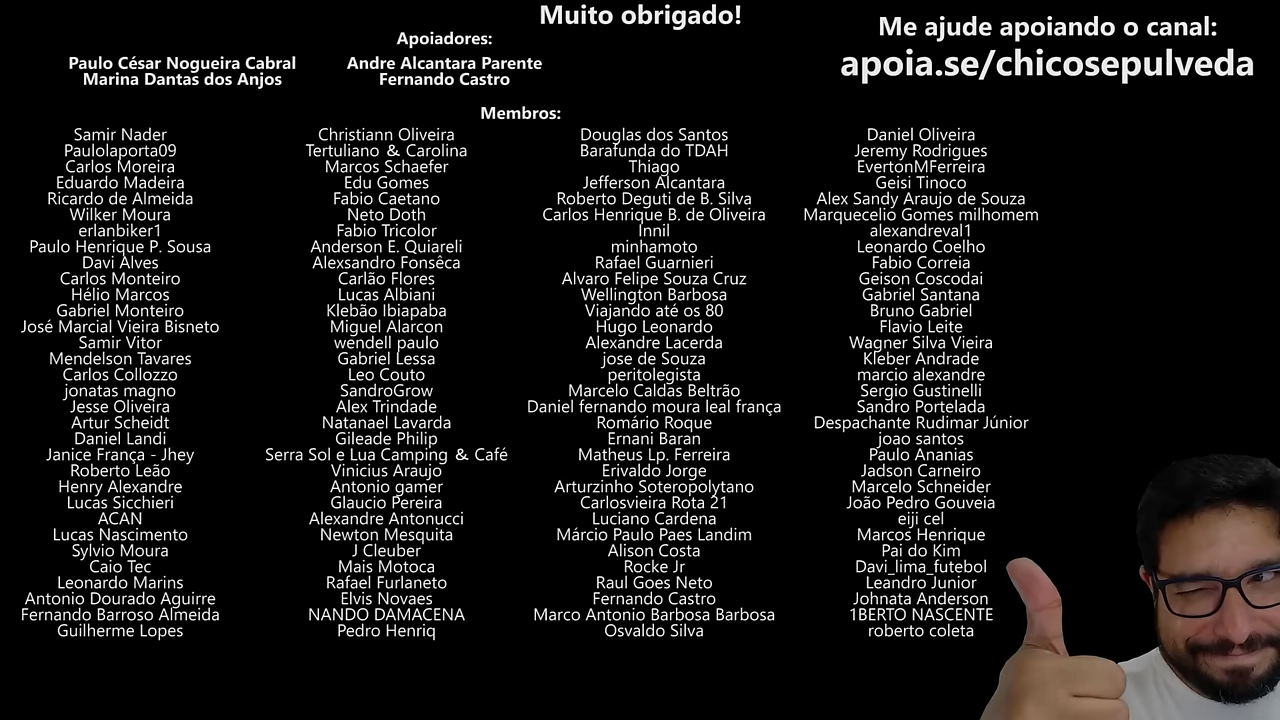 Muito obrigado!
Apoiadores:
Paulo César Nogueira Cabral
Marina Dantas dos Anjos
Andre Alcantara Parente
Fernando Castro
Me ajude apoiando o canal:
apoia.se/chicosepulveda
Membros:
Samir Nader
Paulolaporta09
Carlos Moreira
Eduardo Madeira
Ricardo de Almeida
Wilker Moura
erlanbiker1
Paulo Henrique P. Sousa
Davi Alves
Carlos Monteiro
Hélio Marcos
Gabriel Monteiro
José Marcial Vieira Bisneto
Samir Vitor
Mendelson Tavares
Carlos Collozzo
jonatas magno
Jesse Oliveira
Artur Scheidt
Daniel Landi
Janice França - Jhey
Roberto Leão
Henry Alexandre
Lucas Sicchieri
ACAN
Lucas Nascimento
Sylvio Moura
Caio Tec
Leonardo Marins
Antonio Dourado Aguirre
Fernando Barroso Almeida
Guilherme Lopes
Christiann Oliveira
Tertuliano & Carolina
Marcos Schaefer
Edu Gomes
Fabio Caetano
Neto Doth
Fabio Tricolor
Anderson E. Quiareli
Alexsandro Fonsêca
Carlão Flores
Lucas Albiani
Klebão Ibiapaba
Miguel Alarcon
wendell paulo
Gabriel Lessa
Leo Couto
SandroGrow
Alex Trindade
Natanael Lavarda
Gileade Philip
Serra Sol e Lua Camping & Café
Vinicius Araujo
Antonio gamer
Glaucio Pereira
Alexandre Antonucci
Newton Mesquita
J Cleuber
Mais Motoca
Rafael Furlaneto
Elvis Novaes
NANDO DAMACENA
Pedro Henriq
Douglas dos Santos
Barafunda do TDAH
Thiago
Jefferson Alcantara
Roberto Deguti de B. Silva
Carlos Henrique B. de Oliveira
Innil
minhamoto
Rafael Guarnieri
Alvaro Felipe Souza Cruz
Wellington Barbosa
Viajando até os 80
Hugo Leonardo
Alexandre Lacerda
jose de Souza
peritolegista
Marcelo Caldas Beltrão
Daniel fernando moura leal frança
Romário Roque
Ernani Baran
Matheus Lp. Ferreira
Erivaldo Jorge
Arturzinho Soteropolytano
Carlosvieira Rota 21
Luciano Cardena
Márcio Paulo Paes Landim
Alison Costa
Rocke Jr
Raul Goes Neto
Fernando Castro
Marco Antonio Barbosa Barbosa
Osvaldo Silva
Daniel Oliveira
Jeremy Rodrigues
EvertonMFerreira
Geisi Tinoco
Alex Sandy Araujo de Souza
Marquecelio Gomes milhomem
alexandreval1
Leonardo Coelho
Fabio Correia
Geison Coscodai
Gabriel Santana
Bruno Gabriel
Flavio Leite
Wagner Silva Vieira
Kleber Andrade
marcio alexandre
Sergio Gustinelli
Sandro Portelada
Despachante Rudimar Júnior
joao santos
Paulo Ananias
Jadson Carneiro
Marcelo Schneider
João Pedro Gouveia
eiji cel
Marcos Henrique
Pai do Kim
Davi_lima_futebol
Leandro Junior
Johnata Anderson
1BERTO NASCENTE
roberto coleta